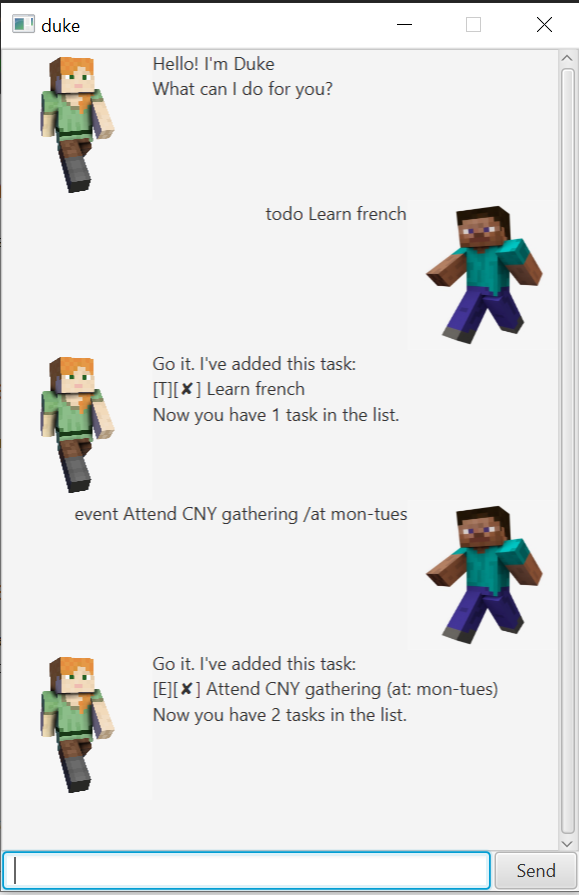 duke
Hello! I'm Duke
What can I do for you?
todo Learn french
Go it. I've added this task:
[T][✘] Learn french
Now you have 1 task in the list.
event Attend CNY gathering /at mon-tues
Go it. I've added this task:
[E][✘] Attend CNY gathering (at: mon-tues)
Now you have 2 tasks in the list.
Send